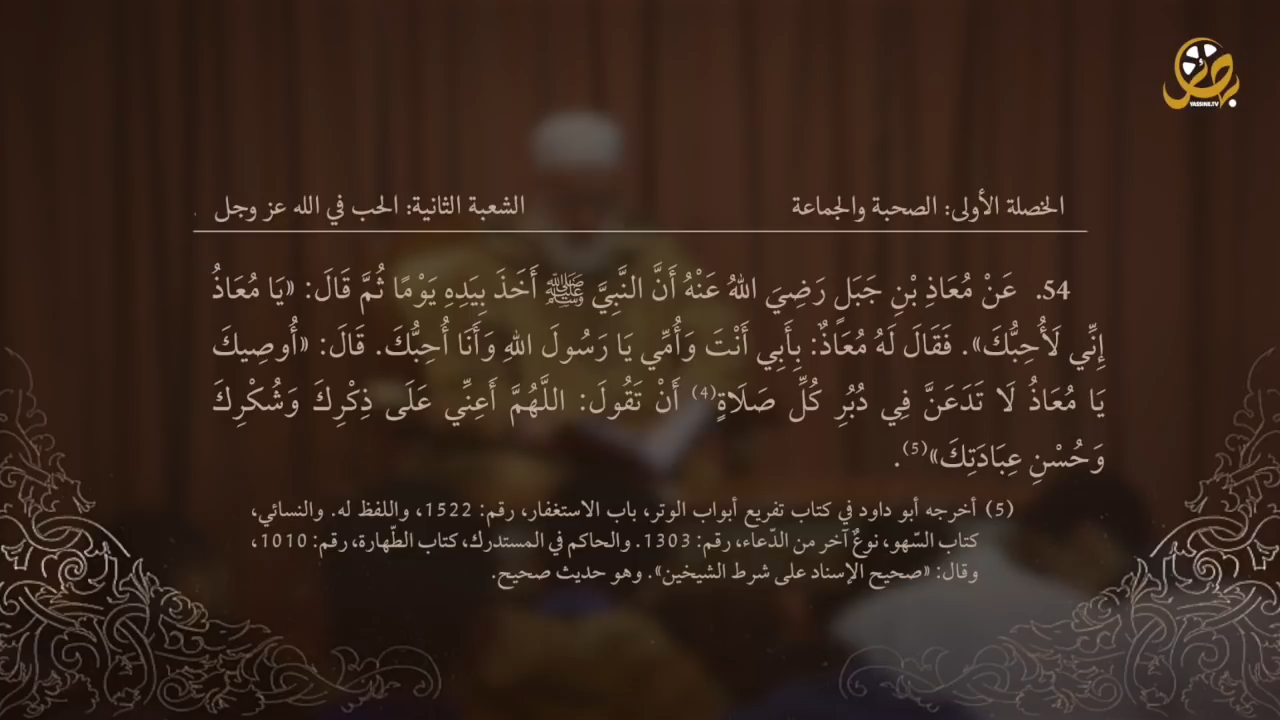 YASSINE.TV
الخصلة الأولى: الصحبة والجماعة
الشعبة الثانية: الحب في الله عز وجل
54. عَنْ مُعَاذِ بْنِ جَبَلٍ رَضِيَ اللهُ عَنْهُ أَنَّ النَّبِيَّ ﷺ أَخَذَ بِيَدِهِ يَوْمًا ثُمَّ قَالَ: «يَا مُعَاذُ
إِنِّي لَأُحِبُّكَ». فَقَالَ لَهُ مُعَاذٌ: بِأَبِي أَنْتَ وَأُمِّي يَا رَسُولَ اللهِ وَأَنَا أُحِبُّكَ. قَالَ: «أُوصِيكَ
يَا مُعَاذُ لَا تَدَعَنَّ فِي دُبُرِ كُلِّ صَلَاةٍ(4) أَنْ تَقُولَ: اللَّهُمَّ أَعِنِّي عَلَى ذِكْرِكَ وَشُكْرِكَ
وَحُسْنِ عِبَادَتِكَ»(5).
(5) أخرجه أبو داود في كتاب تفريع أبواب الوتر، باب الاستغفار، رقم: 1522، واللفظ له. والنسائي،
كتاب السّهو، نوعٌ آخر من الدّعاء، رقم: 1303. والحاكم في المستدرك، كتاب الطّهارة، رقم: 1010،
وقال: «صحيح الإسناد على شرط الشيخين». وهو حديث صحيح.